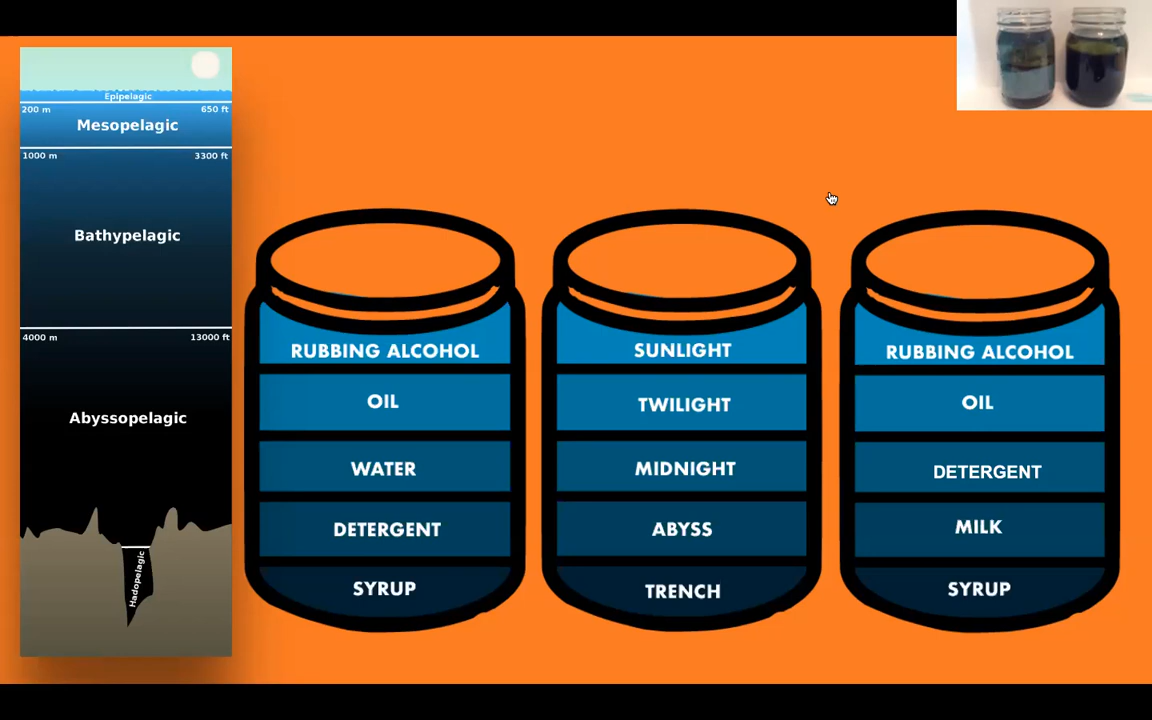 Epipelagic
200 m 650 ft
Mesopelagic
1000 m 3300 ft
Bathypelagic
4000 m 13000 ft
Abyssopelagic
Hadopelagic
RUBBING ALCOHOL
OIL
WATER
DETERGENT
SYRUP
SUNLIGHT
TWILIGHT
MIDNIGHT
ABYSS
TRENCH
RUBBING ALCOHOL
OIL
DETERGENT
MILK
SYRUP